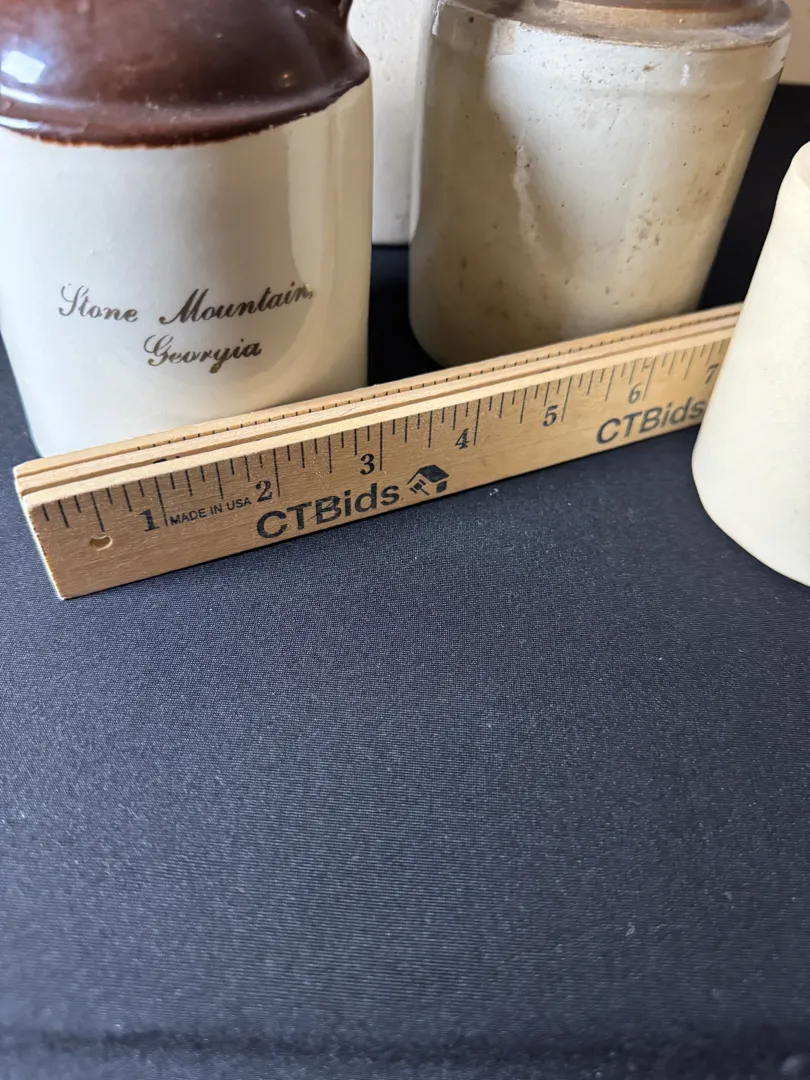 Stone Mountain,
Georgia
1 MADE IN USA 2 3 4 5 6 7
CTBids CTBids